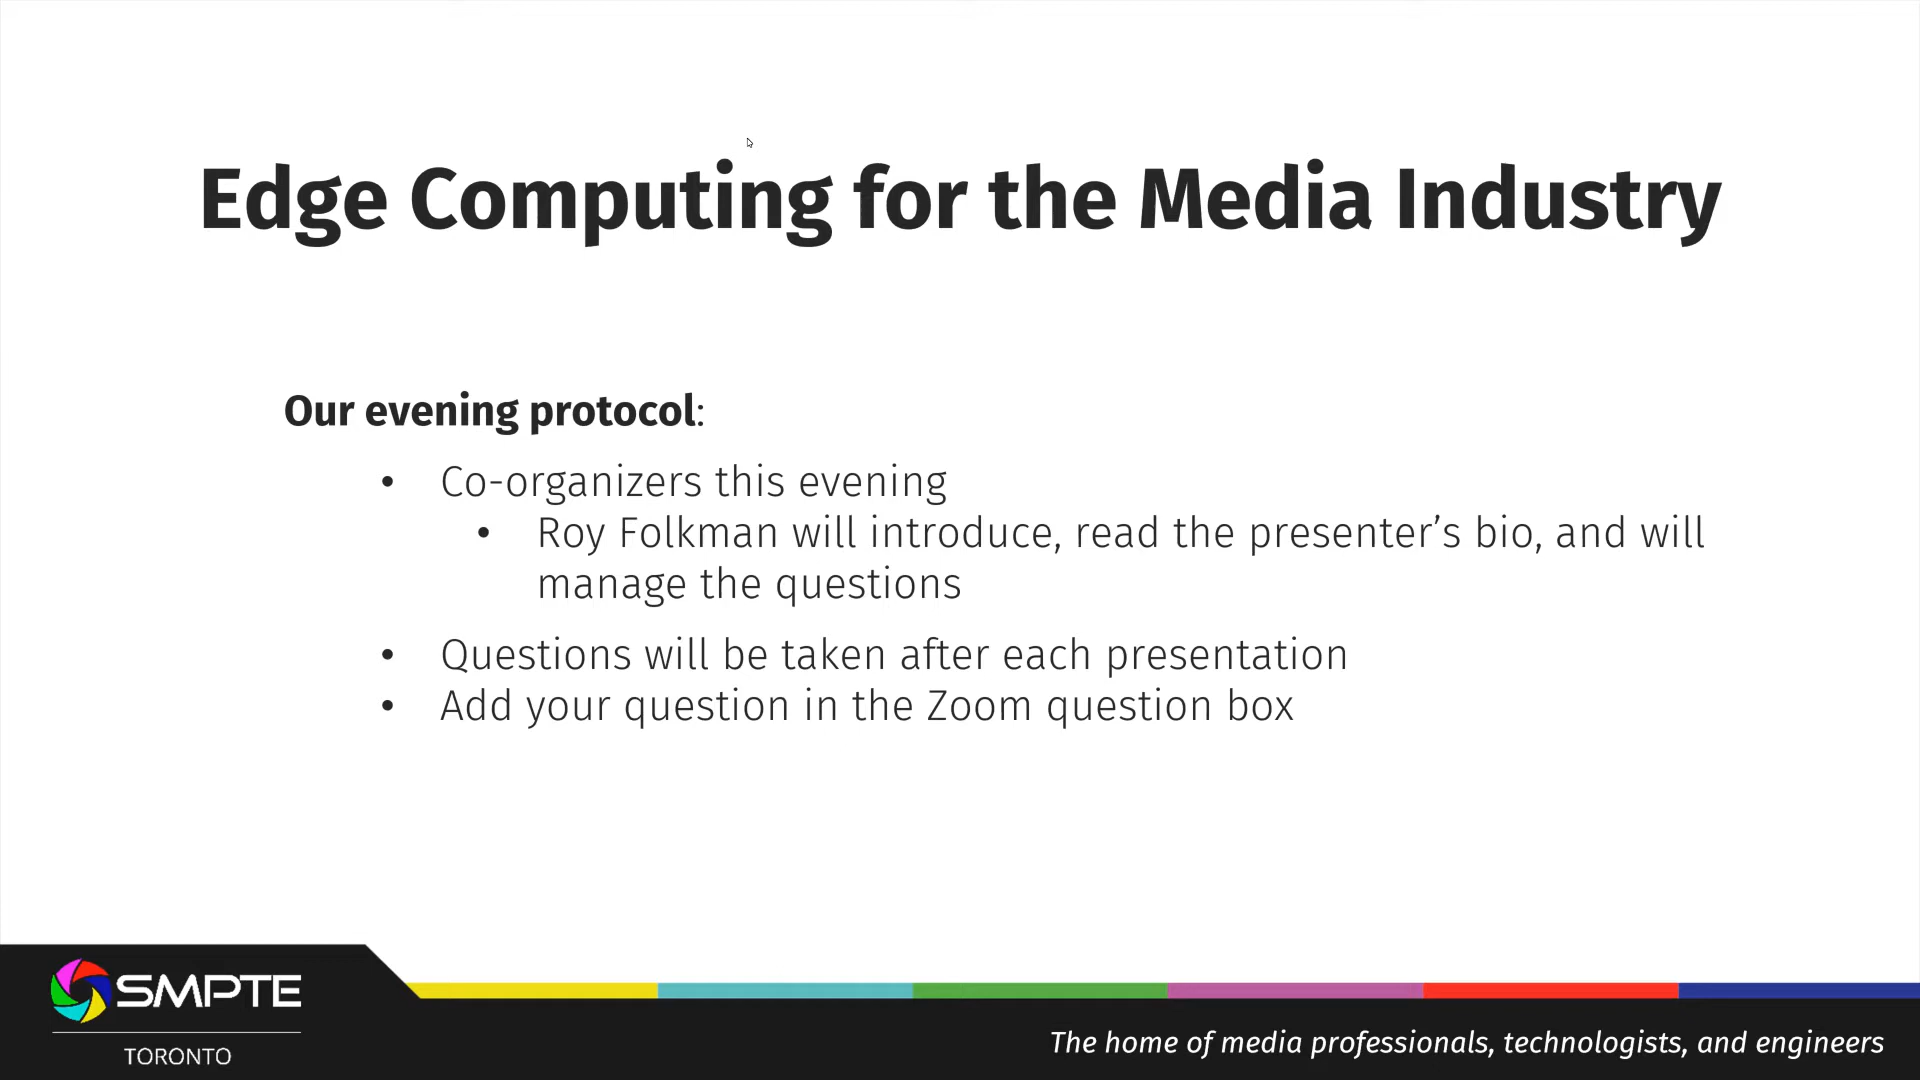 Edge Computing for the Media Industry
Our evening protocol:
• Co-organizers this evening
• Roy Folkman will introduce, read the presenter’s bio, and will
manage the questions
• Questions will be taken after each presentation
• Add your question in the Zoom question box
SMPTE
TORONTO
The home of media professionals, technologists, and engineers